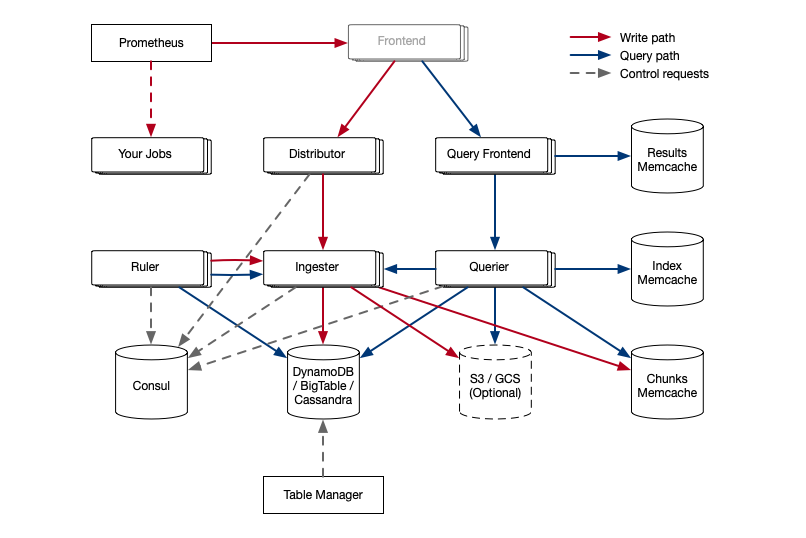 Prometheus
Frontend
Write path
Query path
Control requests
Your Jobs
Distributor
Query Frontend
Results
Memcache
Ruler
Ingester
Querier
Index
Memcache
Consul
DynamoDB
/ BigTable /
Cassandra
S3 / GCS
(Optional)
Chunks
Memcache
Table Manager